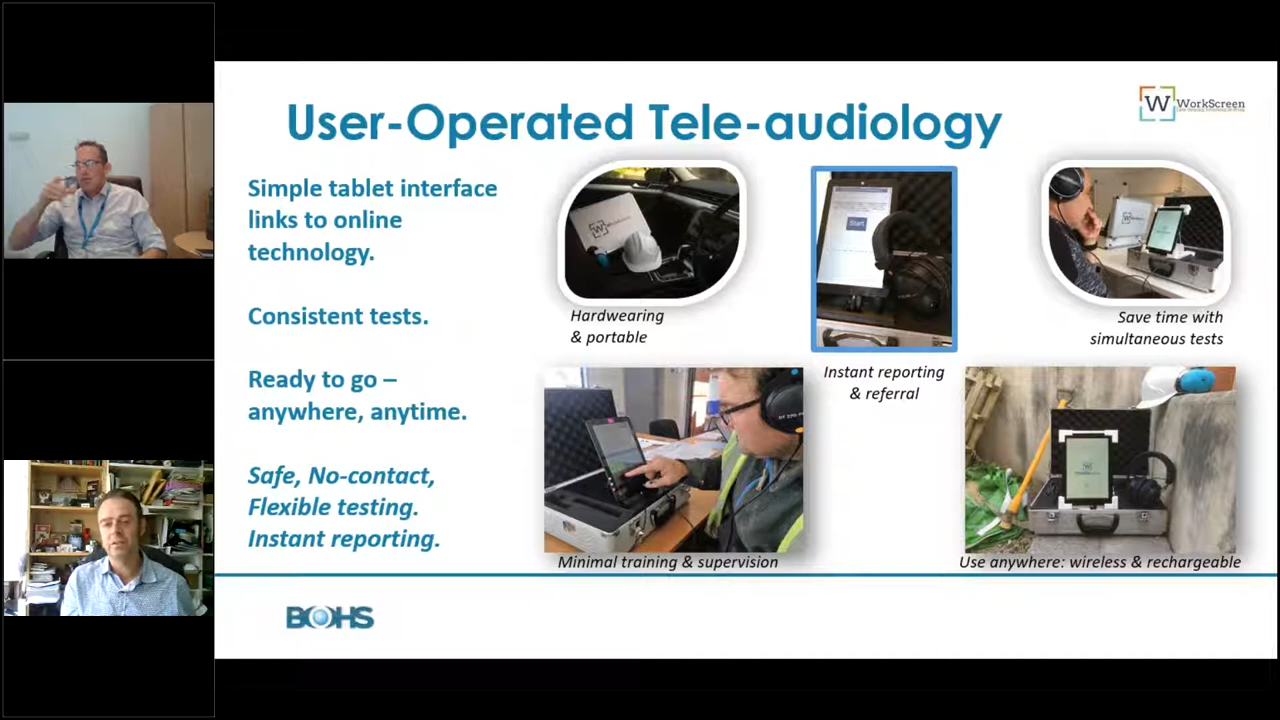 User-Operated Tele-audiology
W WorkScreen
Simple tablet interface
links to online
technology.
Consistent tests.
Ready to go –
anywhere, anytime.
Safe, No-contact,
Flexible testing.
Instant reporting.
Hardwearing
& portable
Start
Instant reporting
& referral
Save time with
simultaneous tests
Minimal training & supervision
Use anywhere: wireless & rechargeable
BOHS